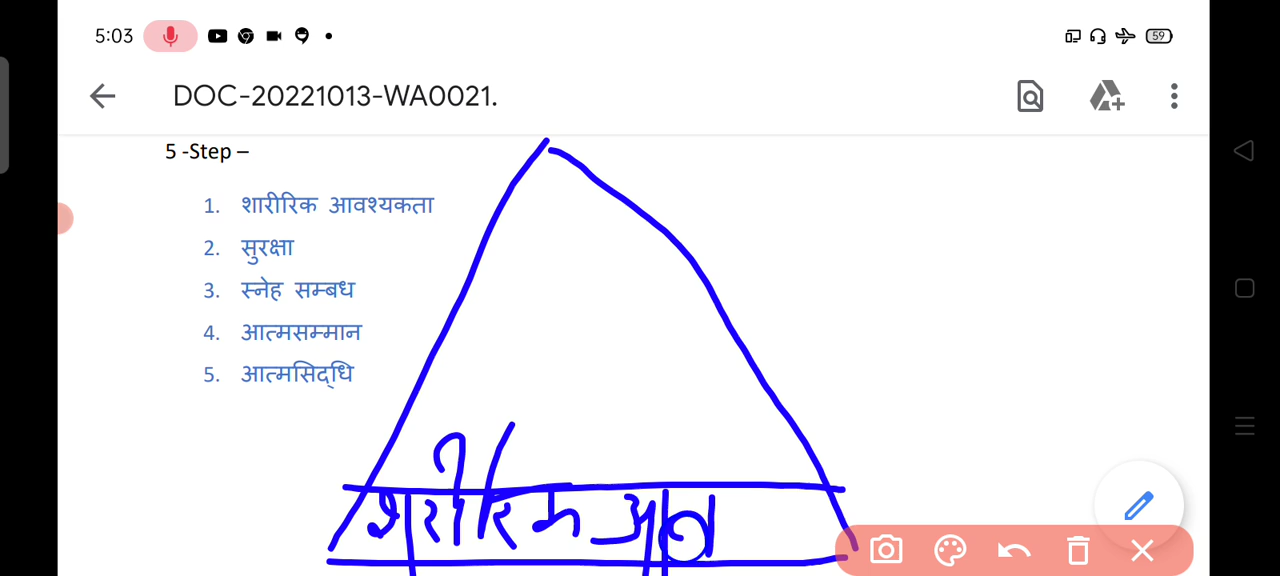 5:03
59
DOC-20221013-WA0021.
5 -Step –
1. शारीरिक आवश्यकता
2. सुरक्षा
3. स्नेह सम्बध
4. आत्मसम्मान
5. आत्मसिद्धि
शारीरिक